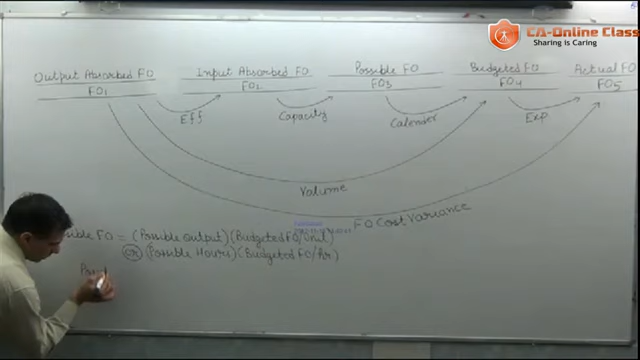 CA-Online Class
Sharing is Caring
Output Absorbed FO Input Absorbed FO Possible FO Budgeted FO Actual FO
FO1 FO2 FO3 FO4 FO5
Eff Capacity Calender Exp
Volume
FO Cost Variance
FO = (Possible Output) (Budgeted FO/Unit)
OR (Possible Hours) (Budgeted FO/Hr)